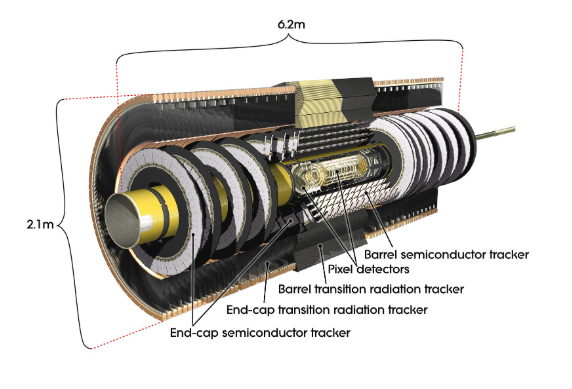 6.2m
2.1m
Barrel semiconductor tracker
Pixel detectors
Barrel transition radiation tracker
End-cap transition radiation tracker
End-cap semiconductor tracker